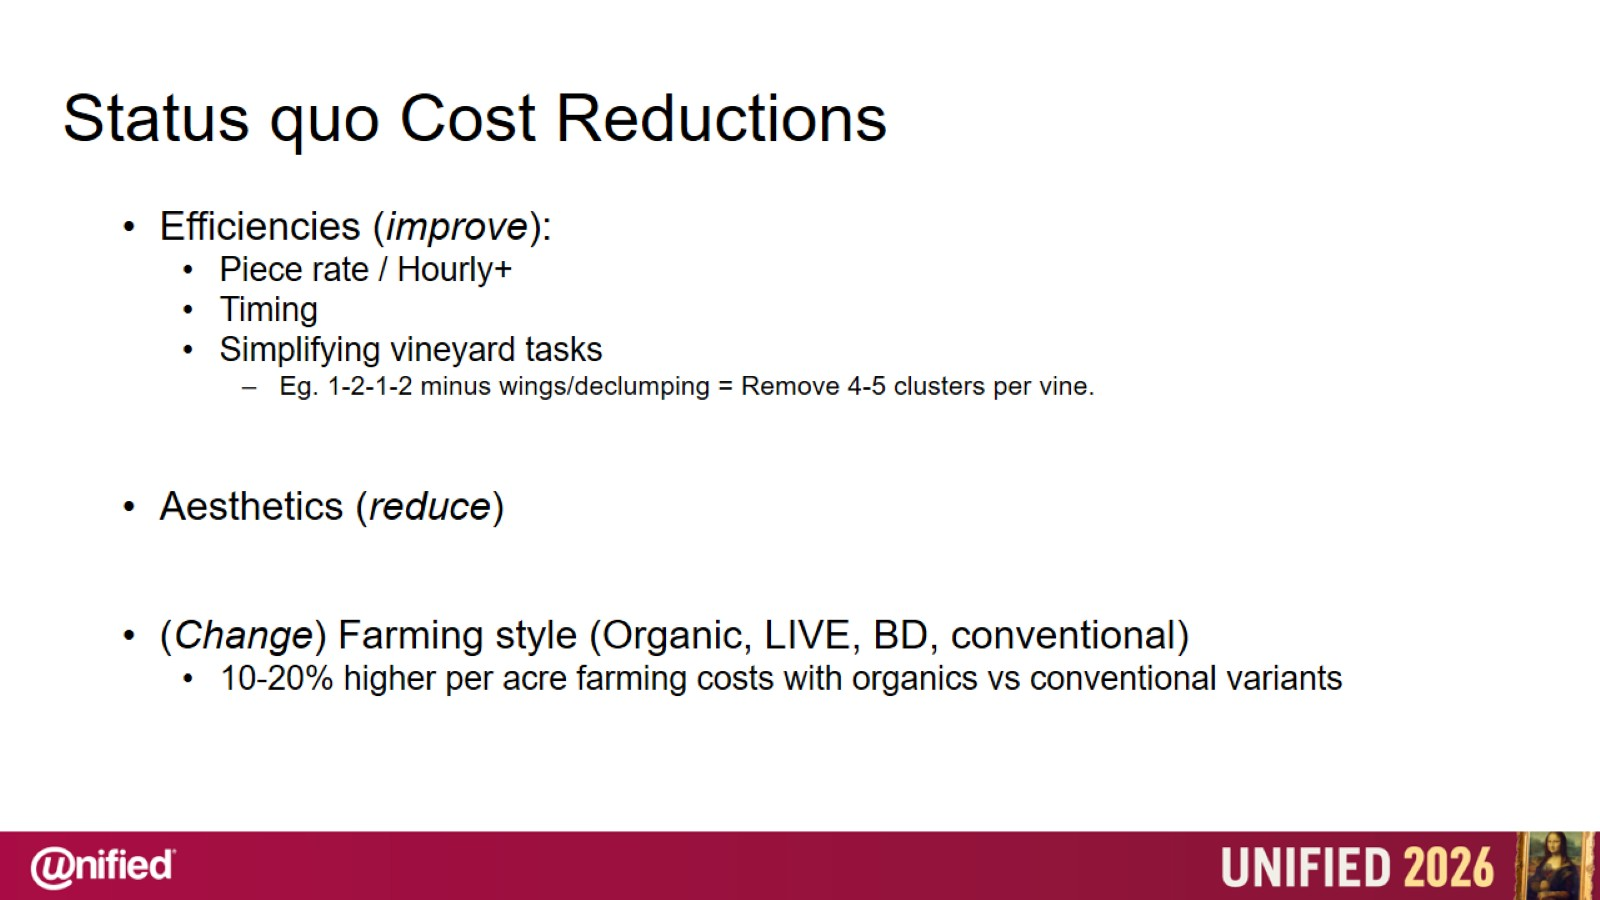 Status quo Cost Reductions
• Efficiencies (improve):
• Piece rate / Hourly+
• Timing
• Simplifying vineyard tasks
– Eg. 1-2-1-2 minus wings/declumping = Remove 4-5 clusters per vine.
• Aesthetics (reduce)
• (Change) Farming style (Organic, LIVE, BD, conventional)
• 10-20% higher per acre farming costs with organics vs conventional variants
unified
UNIFIED 2026